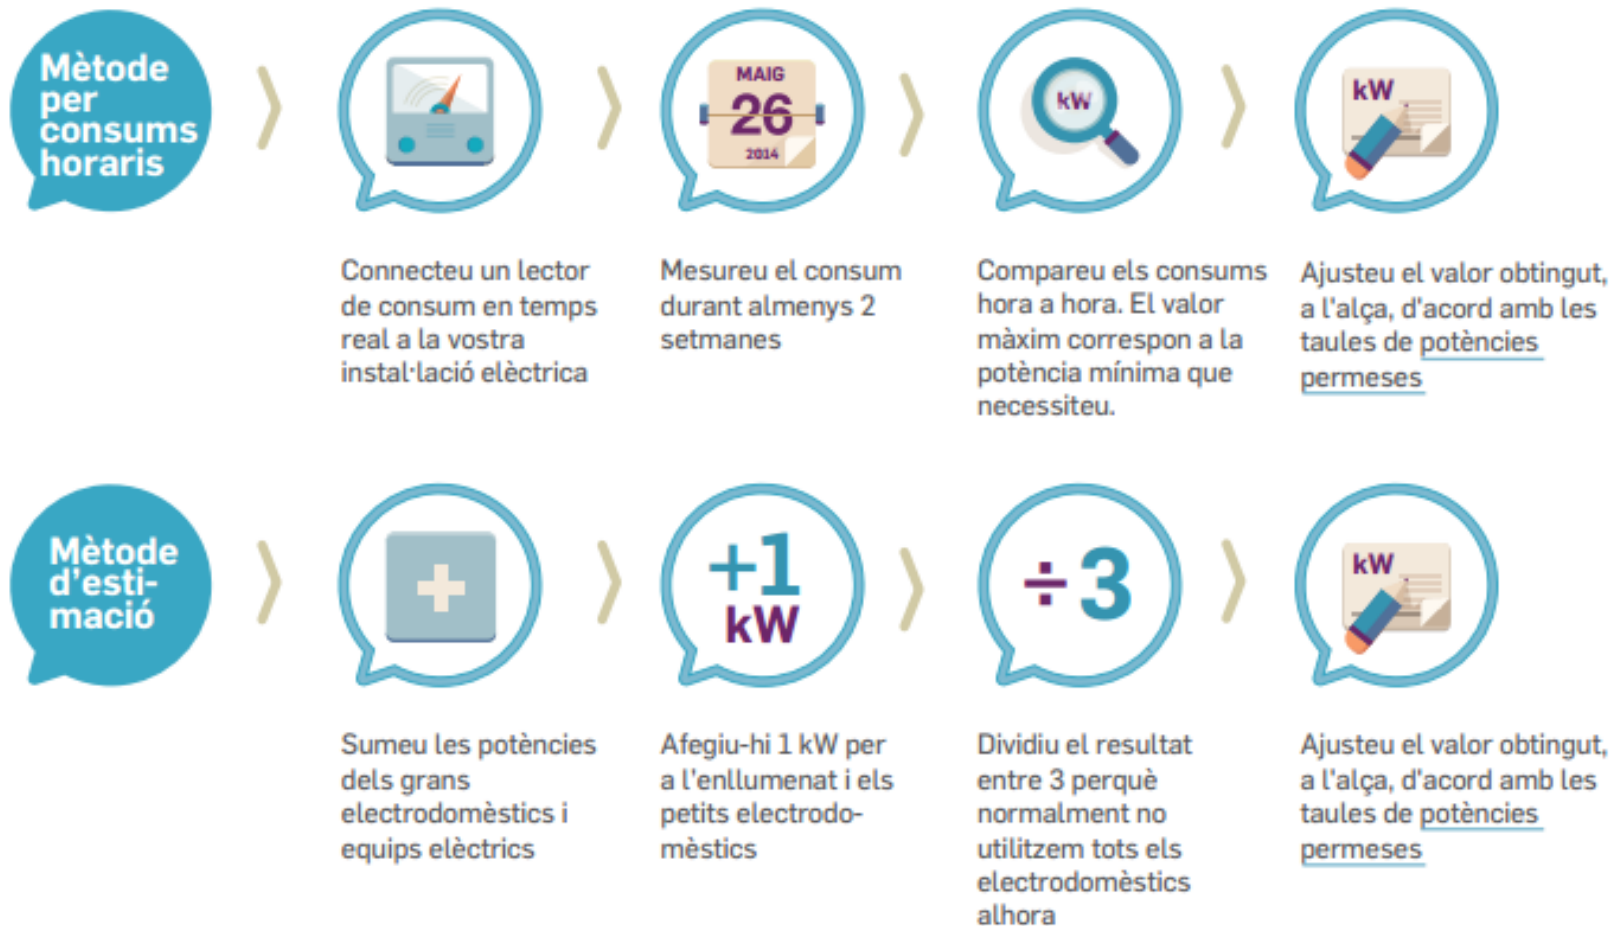 Mètode
per
consums
horaris
MAIG
26
2014
kW
kW
Connecteu un lector
de consum en temps
real a la vostra
instal·lació elèctrica
Mesureu el consum
durant almenys 2
setmanes
Compareu els consums
hora a hora. El valor
màxim correspon a la
potència mínima que
necessiteu.
Ajusteu el valor obtingut,
a l'alça, d'acord amb les
taules de potències
permeses
Mètode
d'esti-
mació
+1
kW
÷ 3
kW
Sumeu les potències
dels grans
electrodomèstics i
equips elèctrics
Afegiu-hi 1 kW per
a l'enllumenat i els
petits electrodo-
mèstics
Dividiu el resultat
entre 3 perquè
normalment no
utilitzem tots els
electrodomèstics
alhora
Ajusteu el valor obtingut,
a l'alça, d'acord amb les
taules de potències
permeses